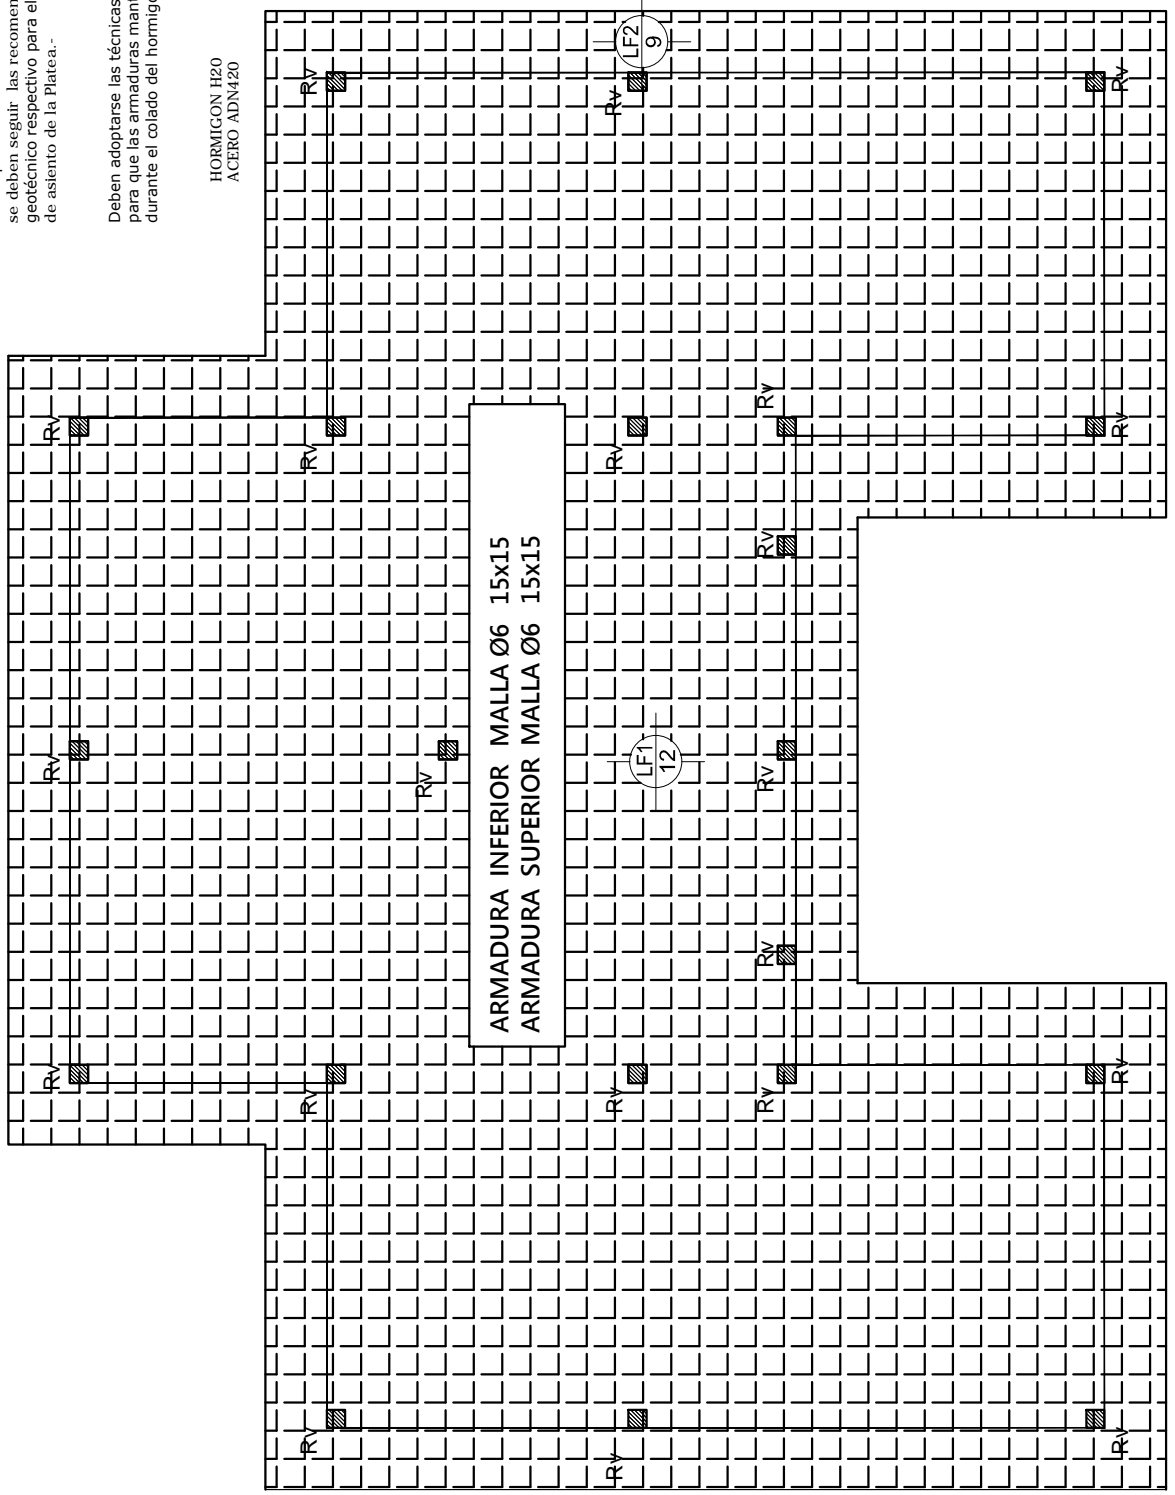 se deben seguir las recomen
geotécnico respectivo para el
de asiento de la Platea.-
Deben adoptarse las técnicas
para que las armaduras mant
durante el colado del hormigo
HORMIGON H20
ACERO ADN420
LF2
9
Rv
Rv
Rv
Rv
Rv
Rv
Rv
Rv
Rv
Rv
Rv
ARMADURA INFERIOR MALLA Ø6 15x15
ARMADURA SUPERIOR MALLA Ø6 15x15
LF1
12
Rv
Rv
Rv
Rv
Rv
Rv
Rv
Rv
Rv
Rv
Rv